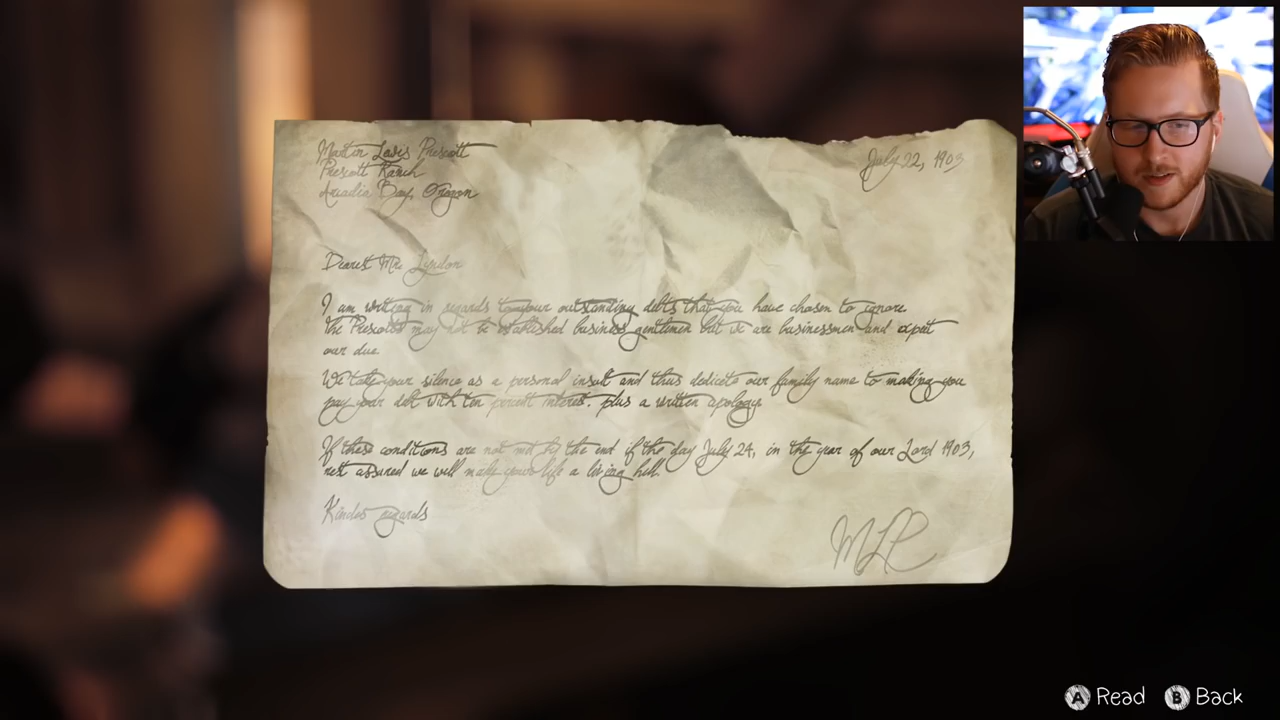 Martin Lewis Prescott
July 22, 1903
Prescott Ranch
Arcadia Bay, Oregon
Dearest Mr. Lyndon
I am writing in regards to your outstanding debts that you have chosen to ignore.
The Prescotts may not be established business gentlemen but we are businessmen and expect
our due.
We take your silence as a personal insult and thus dedicate our family name to making you
pay your debt with ten percent interest, plus a written apology.
If these conditions are not met by the end if the day July 24, in the year of our Lord 1903,
rest assured we will make your life a living hell.
Kindes regards
MLP
A Read B Back